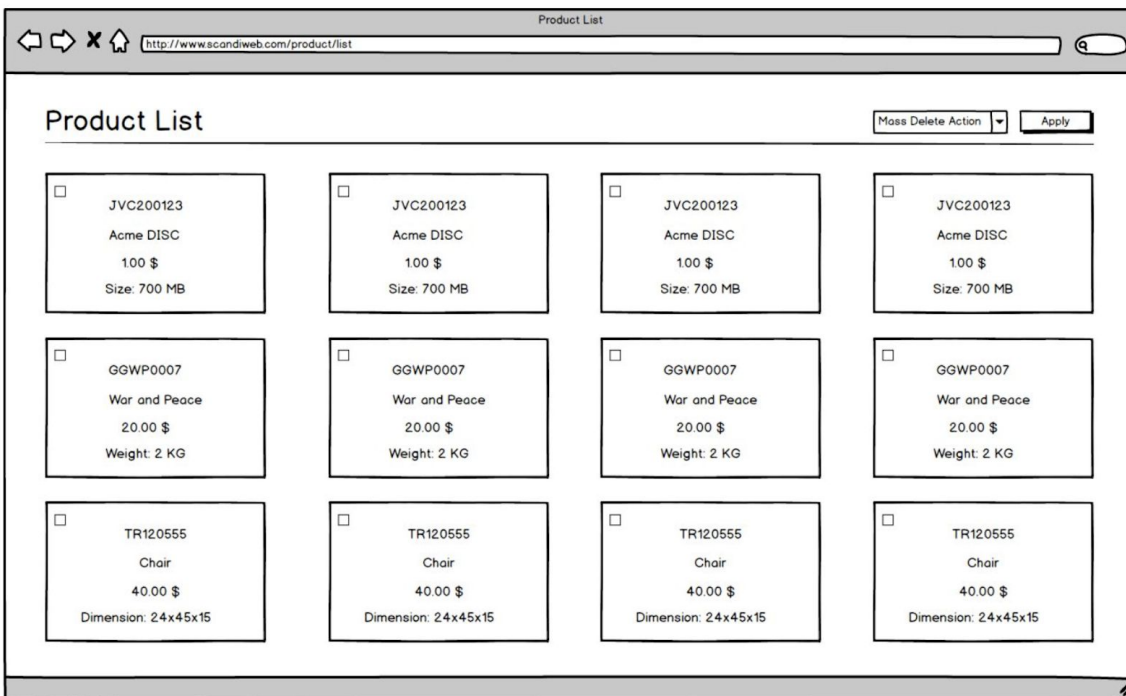 Product List
http://www.scandiweb.com/product/list
Product List
Mass Delete Action
Apply
JVC200123
Acme DISC
1.00 $
Size: 700 MB
JVC200123
Acme DISC
1.00 $
Size: 700 MB
JVC200123
Acme DISC
1.00 $
Size: 700 MB
JVC200123
Acme DISC
1.00 $
Size: 700 MB
GGWP0007
War and Peace
20.00 $
Weight: 2 KG
GGWP0007
War and Peace
20.00 $
Weight: 2 KG
GGWP0007
War and Peace
20.00 $
Weight: 2 KG
GGWP0007
War and Peace
20.00 $
Weight: 2 KG
TR120555
Chair
40.00 $
Dimension: 24x45x15
TR120555
Chair
40.00 $
Dimension: 24x45x15
TR120555
Chair
40.00 $
Dimension: 24x45x15
TR120555
Chair
40.00 $
Dimension: 24x45x15